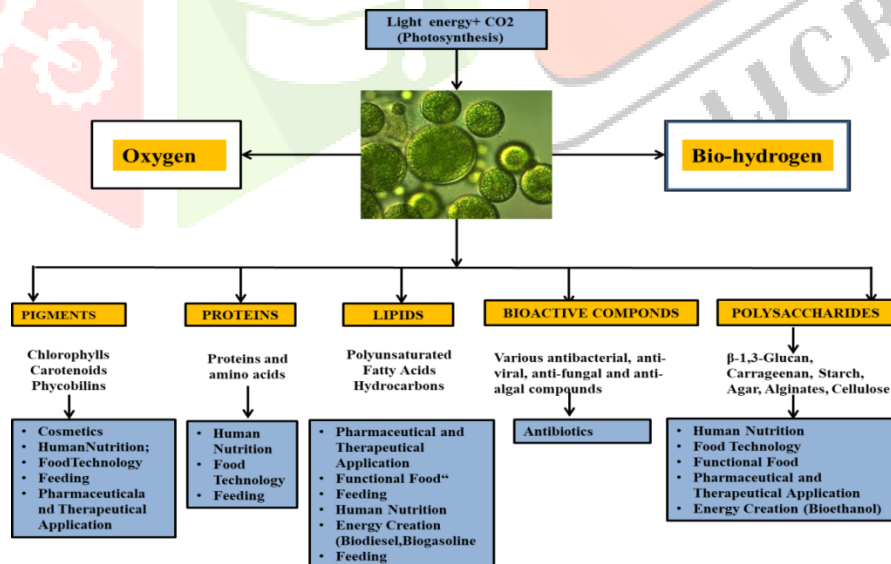 Light energy+ CO2
(Photosynthesis)
IJCR
Oxygen
Bio-hydrogen
PIGMENTS
PROTEINS
LIPIDS
BIOACTIVE COMPONDS
POLYSACCHARIDES
Chlorophylls
Carotenoids
Phycobilins
Proteins and
amino acids
Polyunsaturated
Fatty Acids
Hydrocarbons
Various antibacterial, anti-
viral, anti-fungal and anti-
algal compounds
β-1,3-Glucan,
Carrageenan, Starch,
Agar, Alginates, Cellulose
• Cosmetics
• HumanNutrition;
• FoodTechnology
• Feeding
• Pharmaceuticala
nd Therapeutical
Application
• Human
Nutrition
• Food
Technology
• Feeding
• Pharmaceutical and
Therapeutical
Application
• Functional Food“
• Feeding
• Human Nutrition
• Energy Creation
(Biodiesel,Biogasoline
• Feeding
• Antibiotics
• Human Nutrition
• Food Technology
• Functional Food
• Pharmaceutical and
Therapeutical Application
• Energy Creation (Bioethanol)